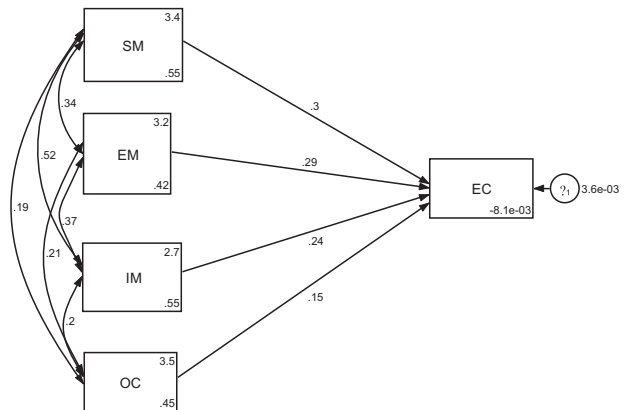 3.4
SM
.55
.34
.3
3.2
EM
.42
.29
.52
EC
-8.1e-03
?₁
3.6e-03
.19
.37
.21
2.7
IM
.55
.24
.2
.15
3.5
OC
.45